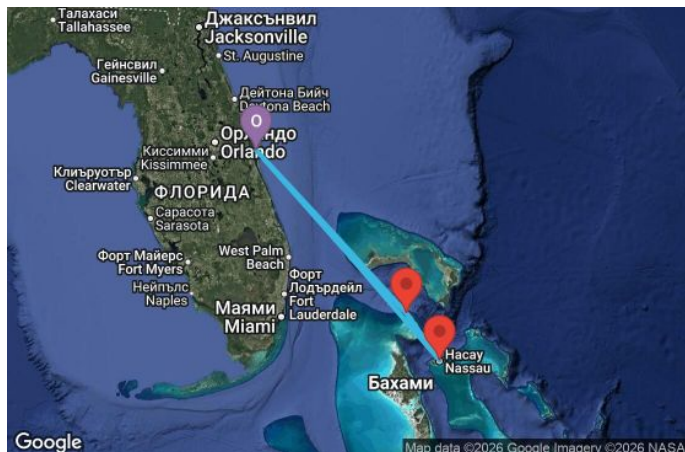 Талахаси
Tallahassee
Джаксънвил
Jacksonville
St. Augustine
Гейнсвил
Gainesville
Дейтона Бийч
Daytona Beach
O
Орландо
Orlando
Кисимми
Kissimmee
Клиъруотър
Clearwater
ФЛОРИДА
Сарасота
Sarasota
Форт Майерс
Fort Myers
West Palm
Beach
Нейпълс
Naples
Форт
Лодърдейл
Fort
Lauderdale
Маями
Miami
Насау
Nassau
Бахами
Google
Map data ©2026 Google Imagery ©2026 NASA